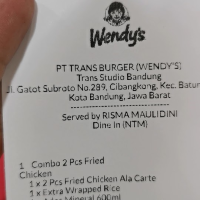 Wendy's
PT TRANS BURGER (WENDY'S)
Trans Studio Bandung
Jl. Gatot Subroto No.289, Cibangkong, Kec. Batun
Kota Bandung, Jawa Barat
Served by RISMA MAULIDINI
Dine In (NTM)
1 Combo 2 Pcs Fried
Chicken
1 x 2 Pcs Fried Chicken Ala Carte
1 x Extra Wrapped Rice
Mineral 600ml